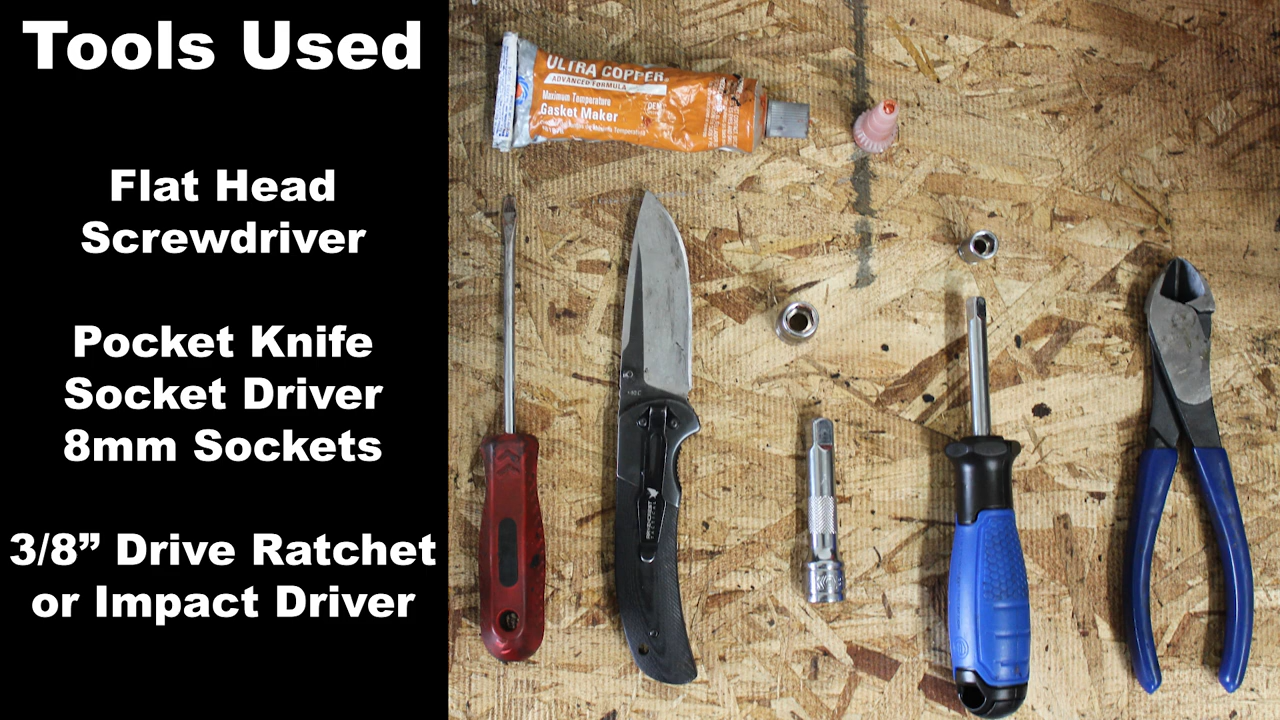 Tools Used
Flat Head
Screwdriver
Pocket Knife
Socket Driver
8mm Sockets
3/8” Drive Ratchet
or Impact Driver
ULTRA COPPER
ADVANCED FORMULA
Maximum Temperature
Gasket Maker